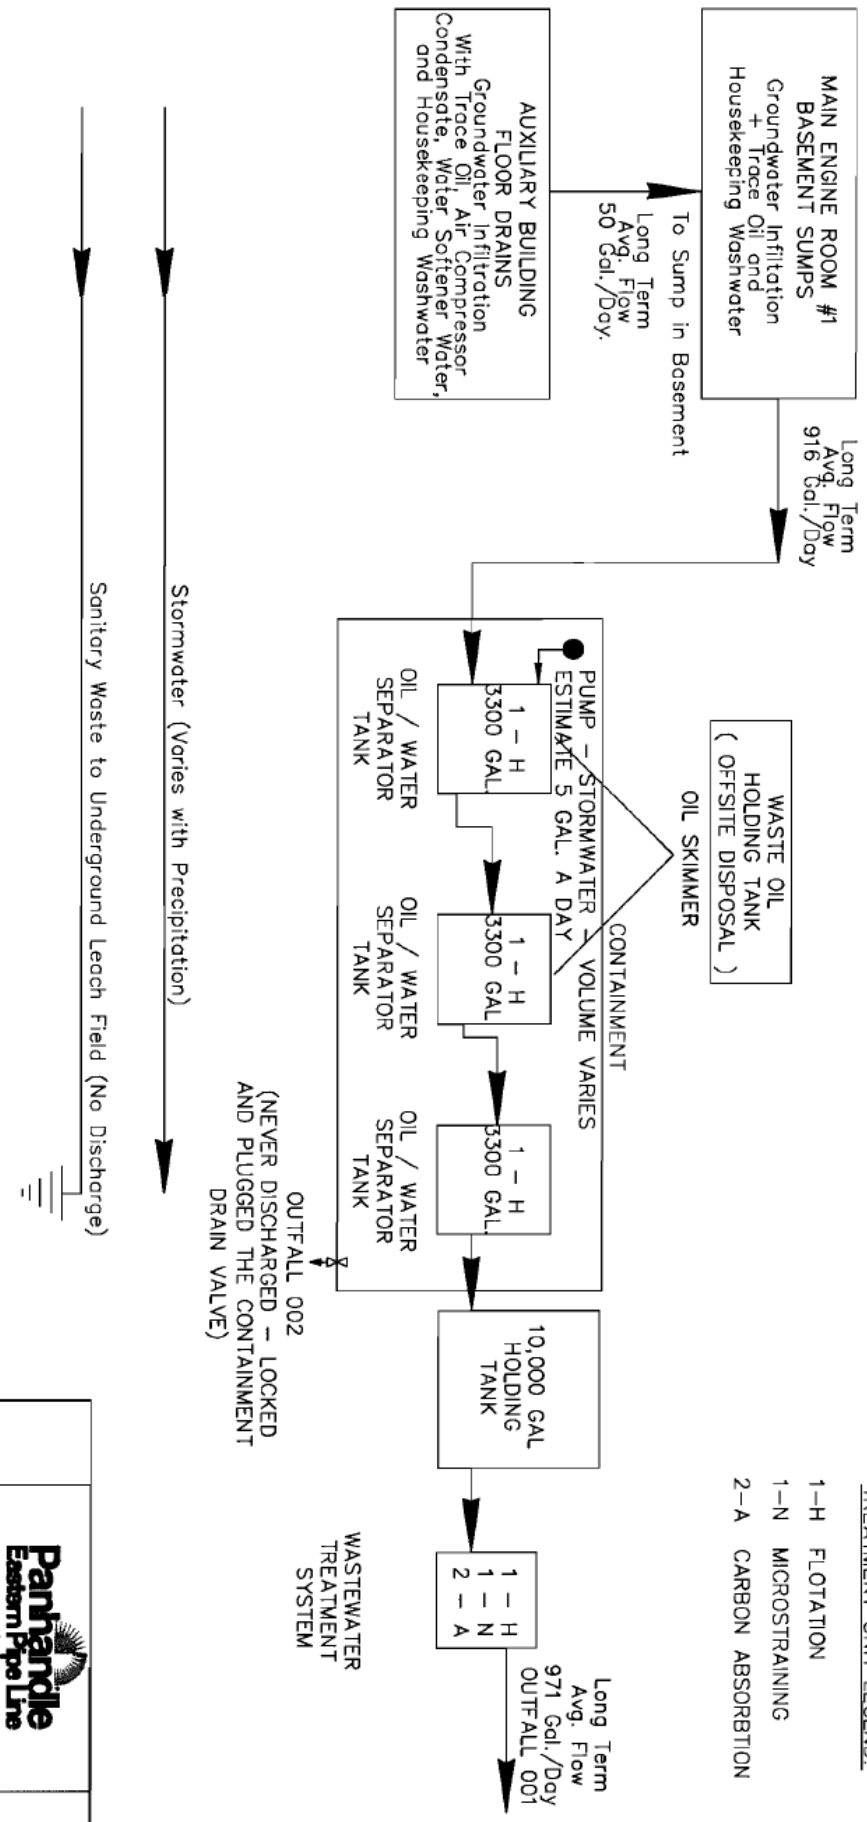 MAIN ENGINE ROOM #1
BASEMENT SUMPS
Groundwater Infiltation
+ Trace Oil and
Housekeeping Washwater
Long Term
Avg. Flow
916 Gal./Day
To Sump in Basement
Long Term
Avg. Flow
50 Gal./Day.
AUXILIARY BUILDING
FLOOR DRAINS
Groundwater Infiltration
With Trace Oil, Air Compressor
Condensate, Water Softener Water,
and Housekeeping Washwater
WASTE OIL
HOLDING TANK
( OFFSITE DISPOSAL )
OIL SKIMMER
CONTAINMENT
PUMP - STORMWATER - VOLUME VARIES
ESTIMATE 5 GAL. A DAY
1 - H
3300 GAL.
OIL / WATER
SEPARATOR
TANK
1 - H
3300 GAL
OIL / WATER
SEPARATOR
TANK
1 - H
3300 GAL.
OIL / WATER
SEPARATOR
TANK
10,000 GAL
HOLDING
TANK
1 - H
1 - N
2 - A
WASTEWATER
TREATMENT
SYSTEM
Long Term
Avg. Flow
971 Gal./Day
OUTFALL 001
OUTFALL 002
(NEVER DISCHARGED - LOCKED
AND PLUGGED THE CONTAINMENT
DRAIN VALVE)
1-H FLOTATION
1-N MICROSTRAINING
2-A CARBON ABSORBTION
Stormwater (Varies with Precipitation)
Sanitary Waste to Underground Leach Field (No Discharge)
Panhandle
Eastern Pipe Line